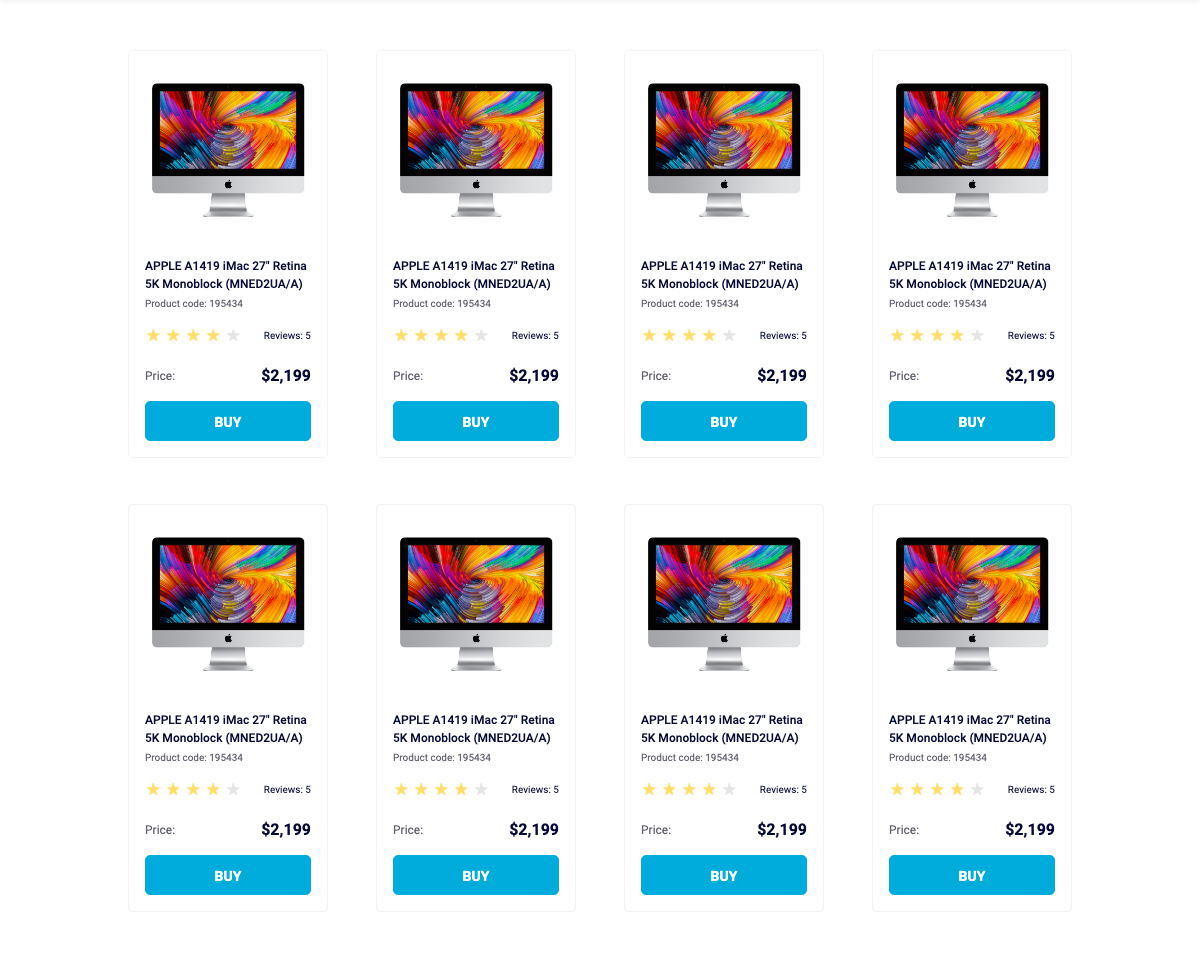 APPLE A1419 iMac 27" Retina
5K Monoblock (MNED2UA/A)
Product code: 195434
Reviews: 5
Price: $2,199
BUY
APPLE A1419 iMac 27" Retina
5K Monoblock (MNED2UA/A)
Product code: 195434
Reviews: 5
Price: $2,199
BUY
APPLE A1419 iMac 27" Retina
5K Monoblock (MNED2UA/A)
Product code: 195434
Reviews: 5
Price: $2,199
BUY
APPLE A1419 iMac 27" Retina
5K Monoblock (MNED2UA/A)
Product code: 195434
Reviews: 5
Price: $2,199
BUY
APPLE A1419 iMac 27" Retina
5K Monoblock (MNED2UA/A)
Product code: 195434
Reviews: 5
Price: $2,199
BUY
APPLE A1419 iMac 27" Retina
5K Monoblock (MNED2UA/A)
Product code: 195434
Reviews: 5
Price: $2,199
BUY
APPLE A1419 iMac 27" Retina
5K Monoblock (MNED2UA/A)
Product code: 195434
Reviews: 5
Price: $2,199
BUY
APPLE A1419 iMac 27" Retina
5K Monoblock (MNED2UA/A)
Product code: 195434
Reviews: 5
Price: $2,199
BUY